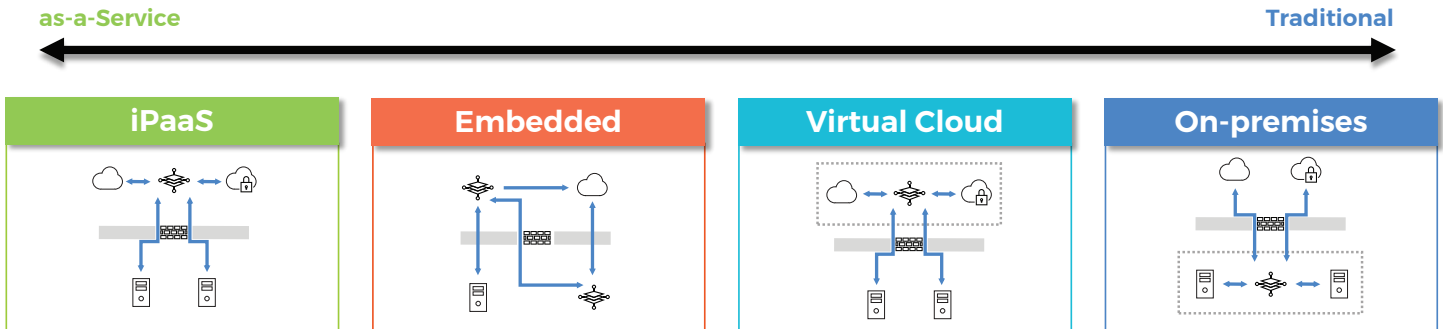 as-a-Service
Traditional
iPaaS
Embedded
Virtual Cloud
On-premises